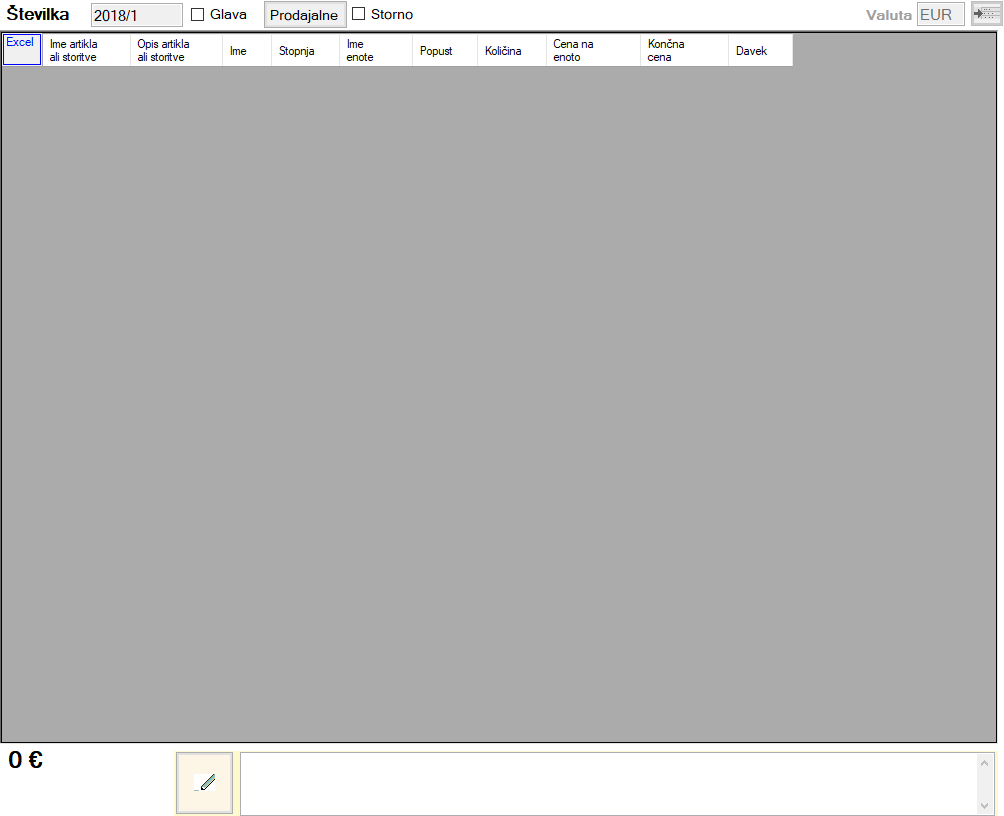 Številka 2018/1 Glava Prodajalne Storno Valuta EUR
Excel
Ime artikla
ali storitve
Opis artikla
ali storitve
Ime
Stopnja
Ime
enote
Popust
Količina
Cena na
enoto
Končna
cena
Davek
0 €